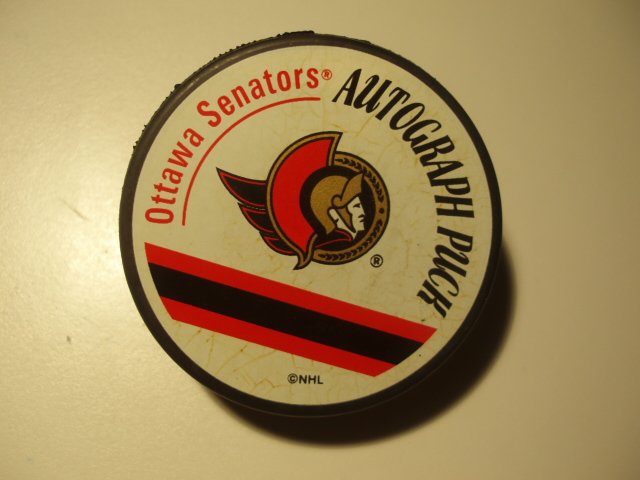 Ottawa Senators®
AUTOGRAPH PUCK
®
©NHL